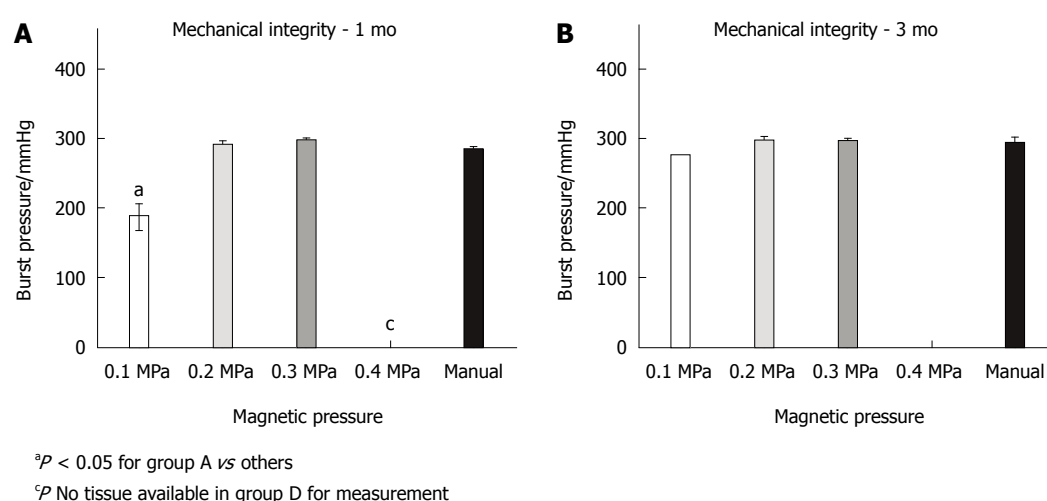 A
Mechanical integrity - 1 mo
Burst pressure/mmHg
400
300
200
100
0
a
c
0.1 MPa 0.2 MPa 0.3 MPa 0.4 MPa Manual
Magnetic pressure
B
Mechanical integrity - 3 mo
Burst pressure/mmHg
400
300
200
100
0
0.1 MPa 0.2 MPa 0.3 MPa 0.4 MPa Manual
Magnetic pressure
ᵃP < 0.05 for group A vs others
ᶜP No tissue available in group D for measurement